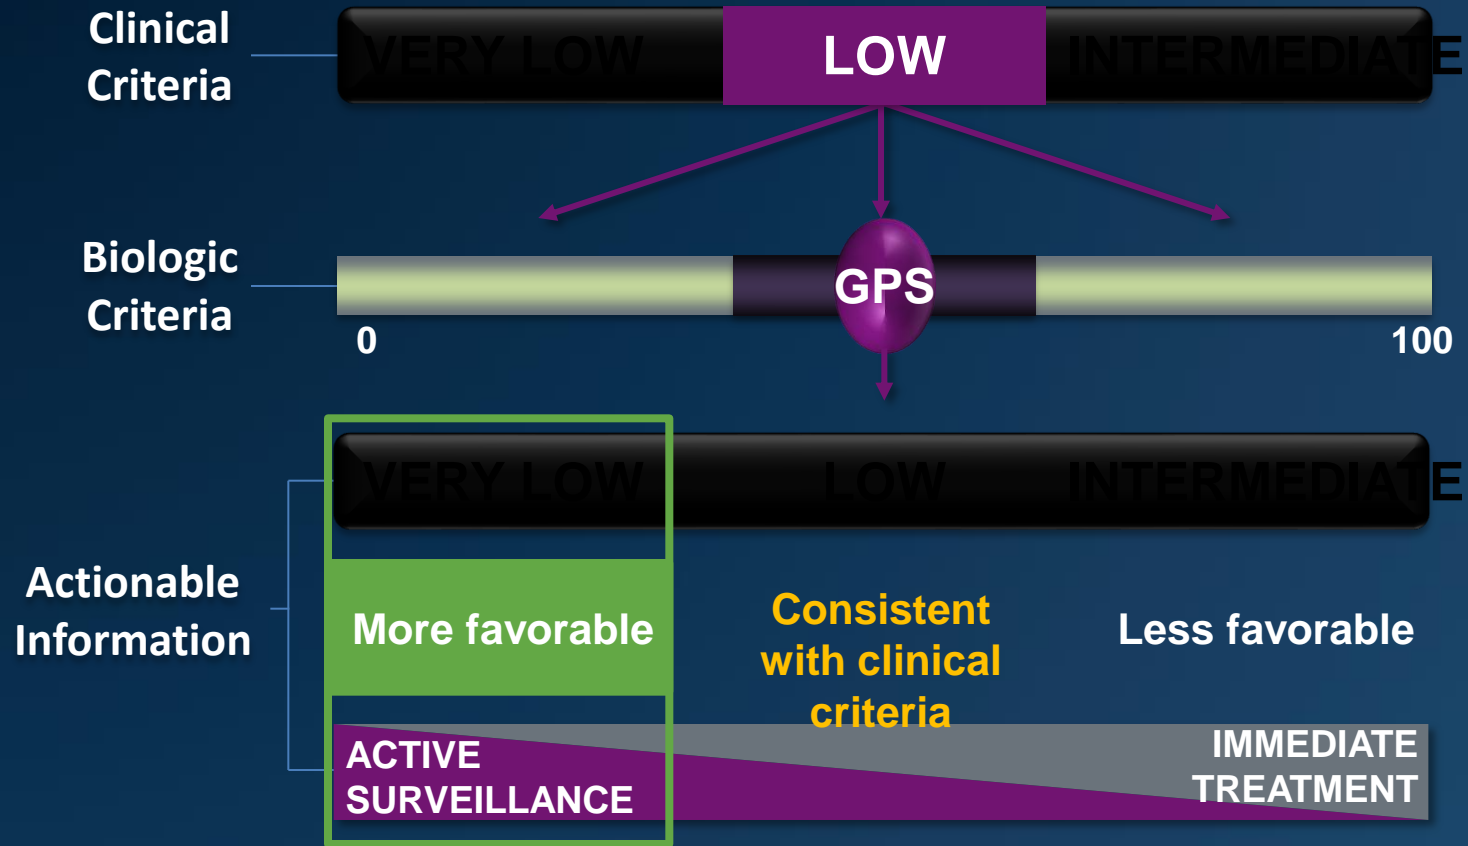 Clinical
Criteria
VERY LOW
LOW
INTERMEDIATE
Biologic
Criteria
GPS
0
100
VERY LOW
LOW
INTERMEDIATE
Actionable
Information
More favorable
Consistent
with clinical
criteria
Less favorable
ACTIVE
SURVEILLANCE
IMMEDIATE
TREATMENT